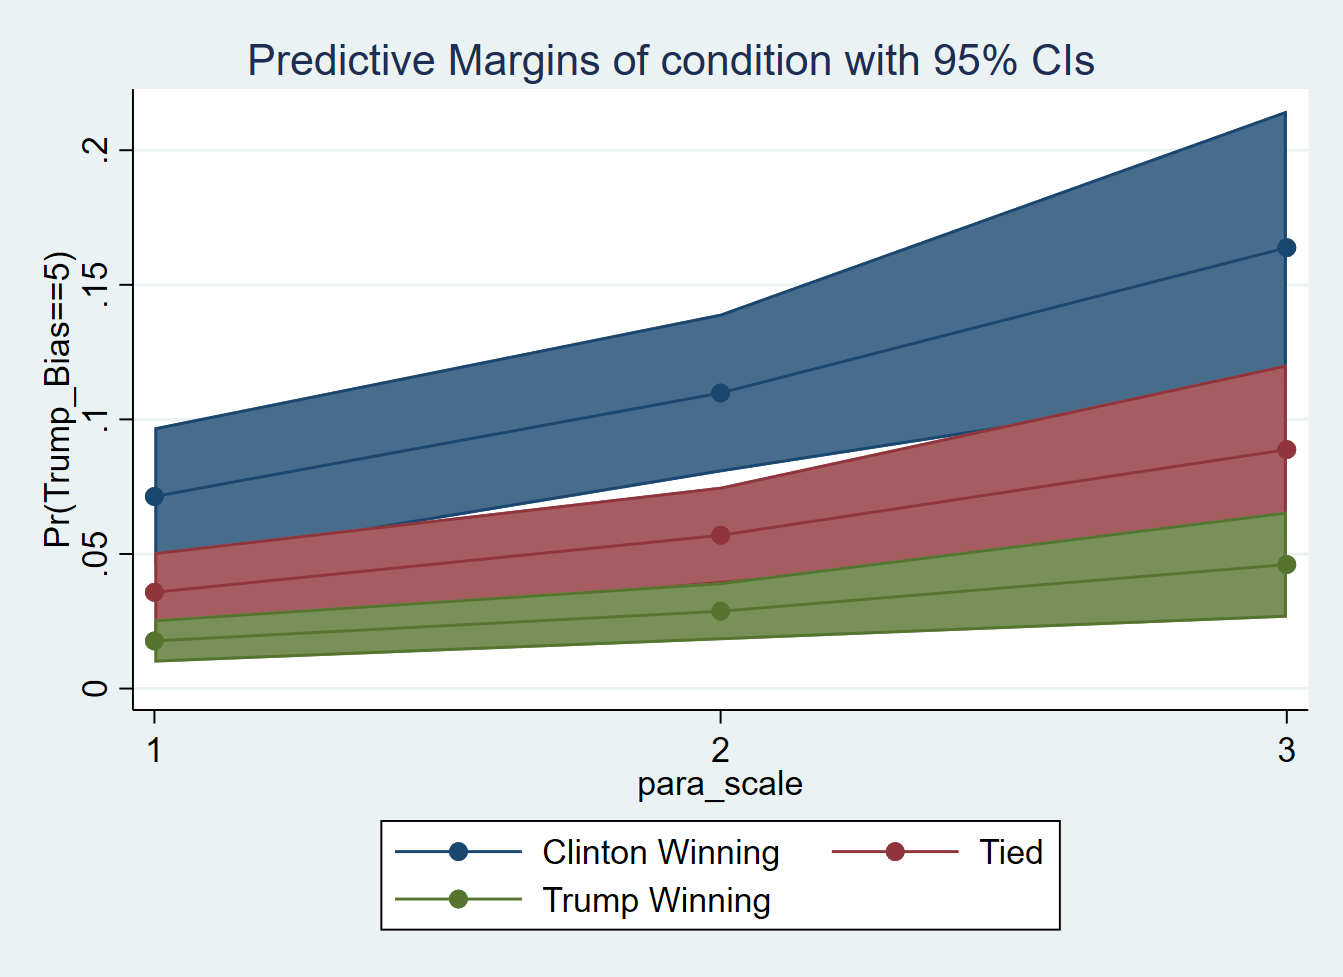 Predictive Margins of condition with 95% CIs
Pr(Trump_Bias==5)
.2
.15
.1
.05
0
1 2 3
para_scale
Clinton Winning Tied
Trump Winning